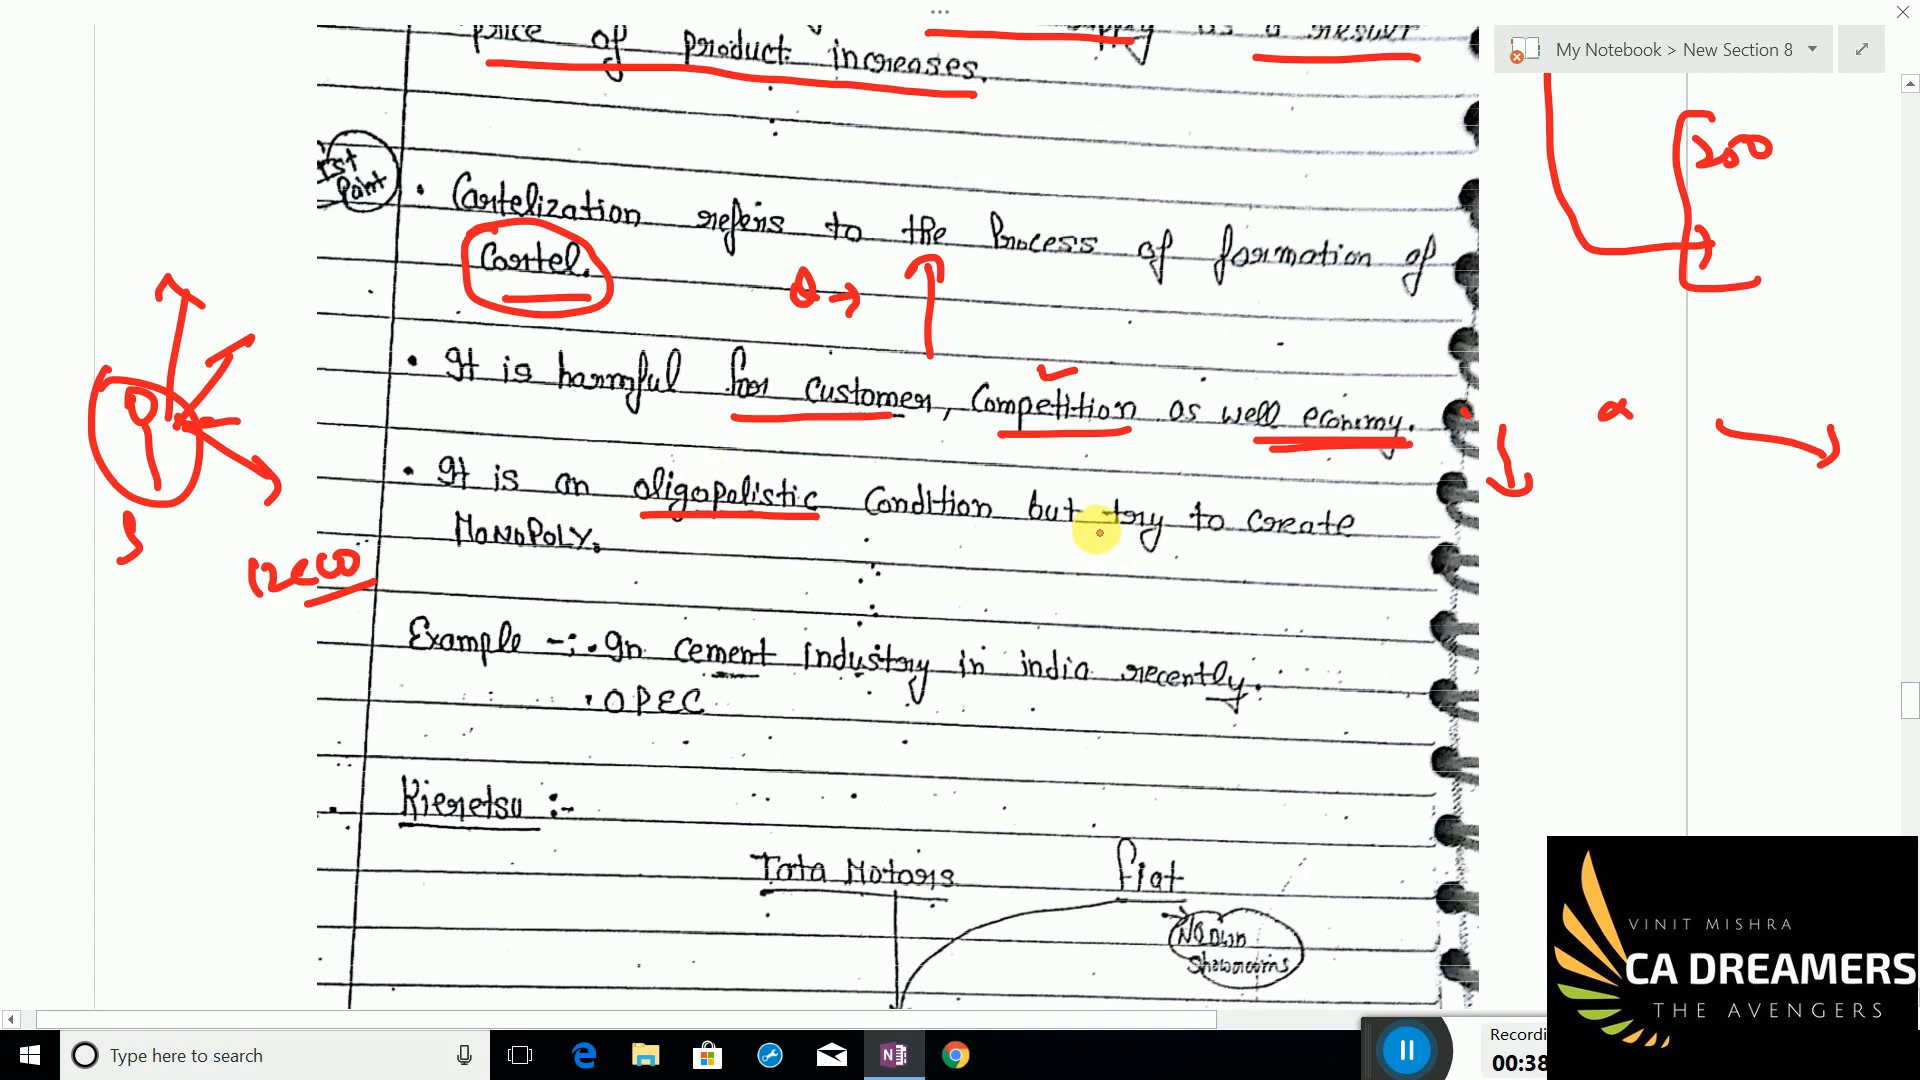 My Notebook > New Section 8
price of product increases.
200
Ist
Point
• Cartelization refers to the Process of formation of
Cartel.
Q →
• It is harmful for customer, Competition as well economy.
• It is an oligopolistic Condition but try to create
MONOPOLY.
Example -: • In cement industry in india recently.
• OPEC
Kieretsu :-
Tata Motors Fiat
No own
showrooms
VINIT MISHRA
CA DREAMERS
THE AVENGERS
Type here to search
Recordi
00:38